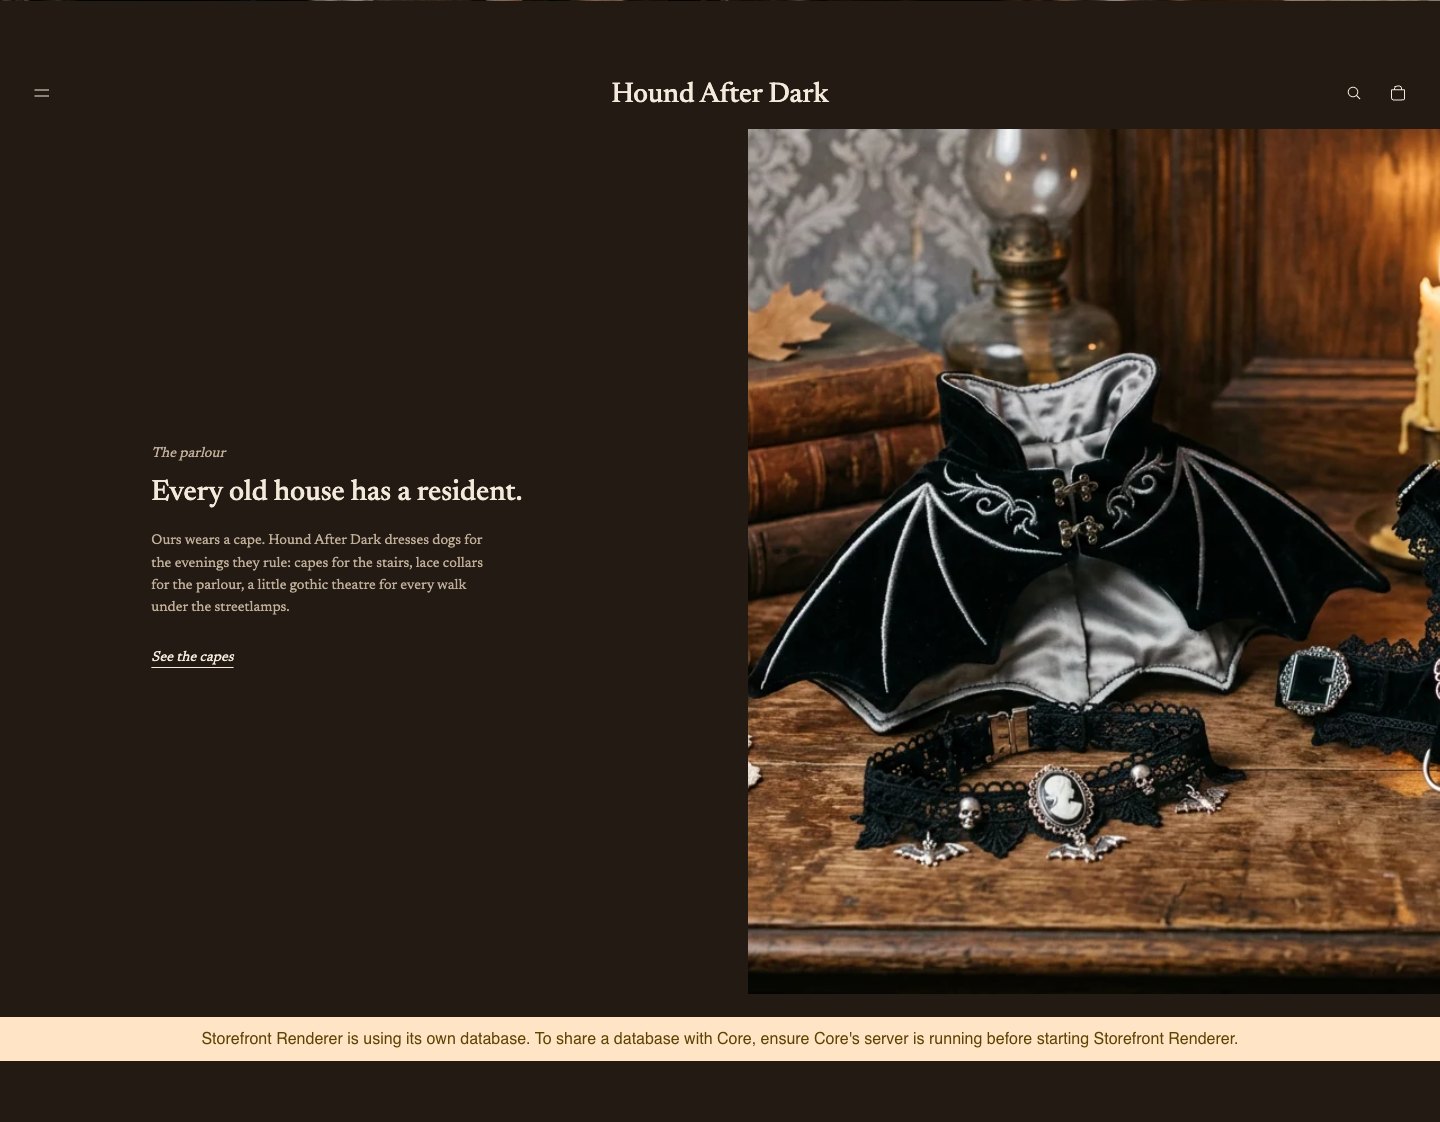 Hound After Dark
The parlour
Every old house has a resident.
Ours wears a cape. Hound After Dark dresses dogs for
the evenings they rule: capes for the stairs, lace collars
for the parlour, a little gothic theatre for every walk
under the streetlamps.
See the capes
Storefront Renderer is using its own database. To share a database with Core, ensure Core's server is running before starting Storefront Renderer.